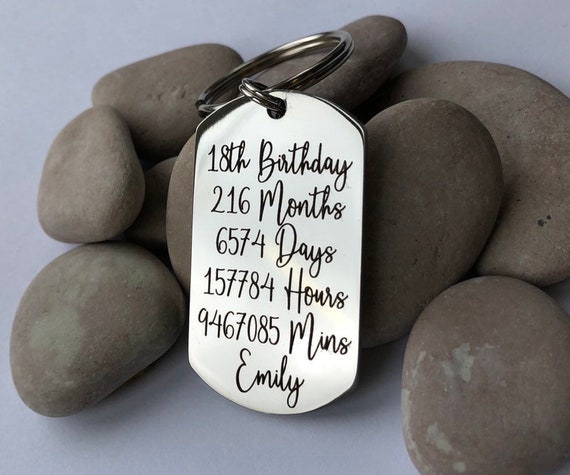 18th Birthday
216 Months
6574 Days
157784 Hours
9467085 Mins
Emily